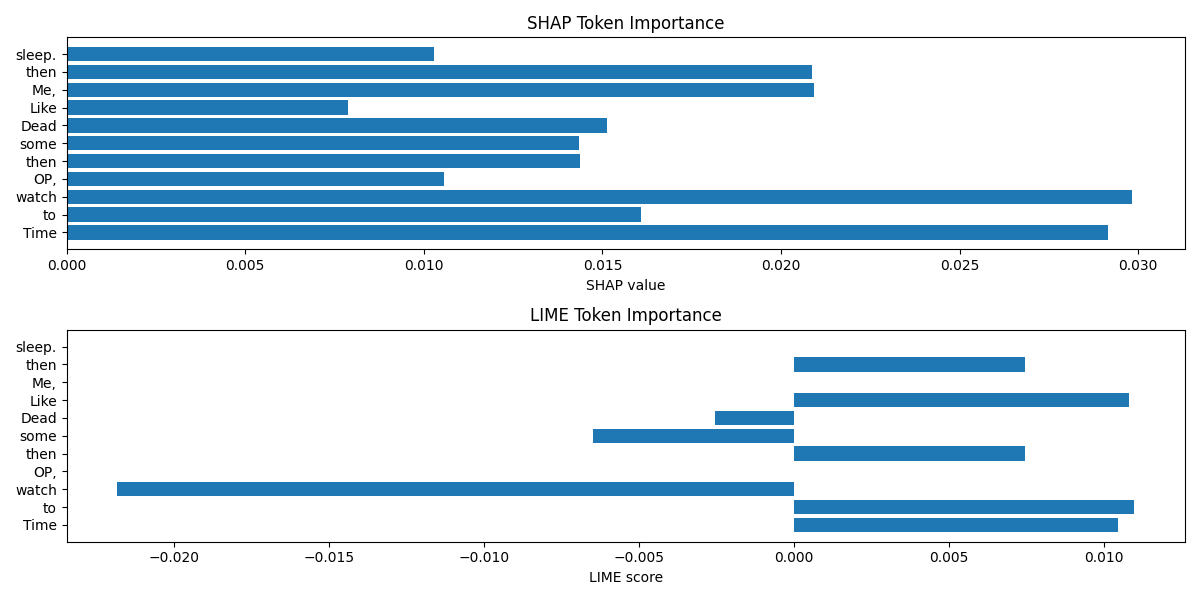 SHAP Token Importance
sleep.
then
Me,
Like
Dead
some
then
OP,
watch
to
Time
0.000 0.005 0.010 0.015 0.020 0.025 0.030
SHAP value
LIME Token Importance
sleep.
then
Me,
Like
Dead
some
then
OP,
watch
to
Time
−0.020 −0.015 −0.010 −0.005 0.000 0.005 0.010
LIME score